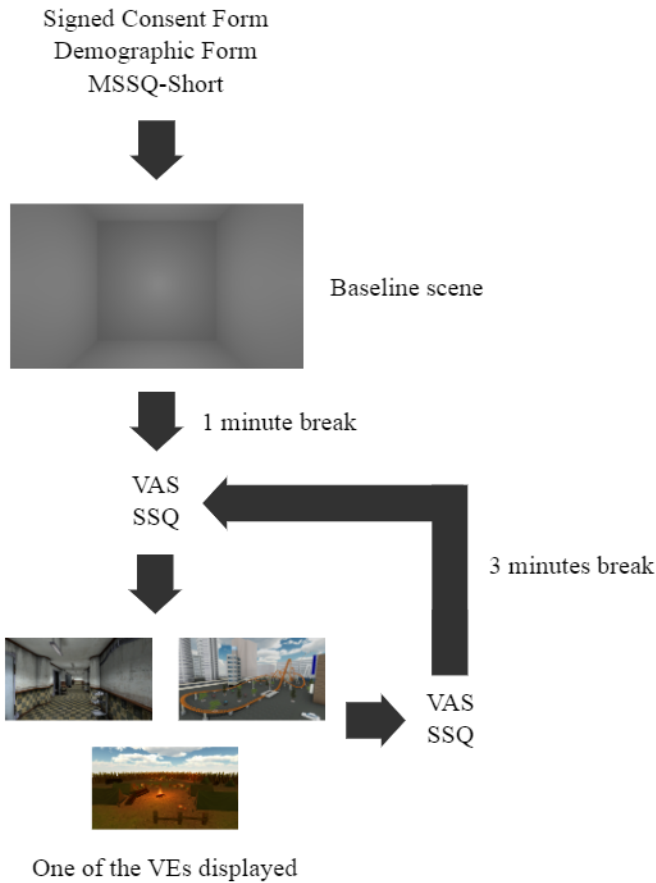 Signed Consent Form
Demographic Form
MSSQ-Short
Baseline scene
1 minute break
VAS
SSQ
3 minutes break
VAS
SSQ
One of the VEs displayed